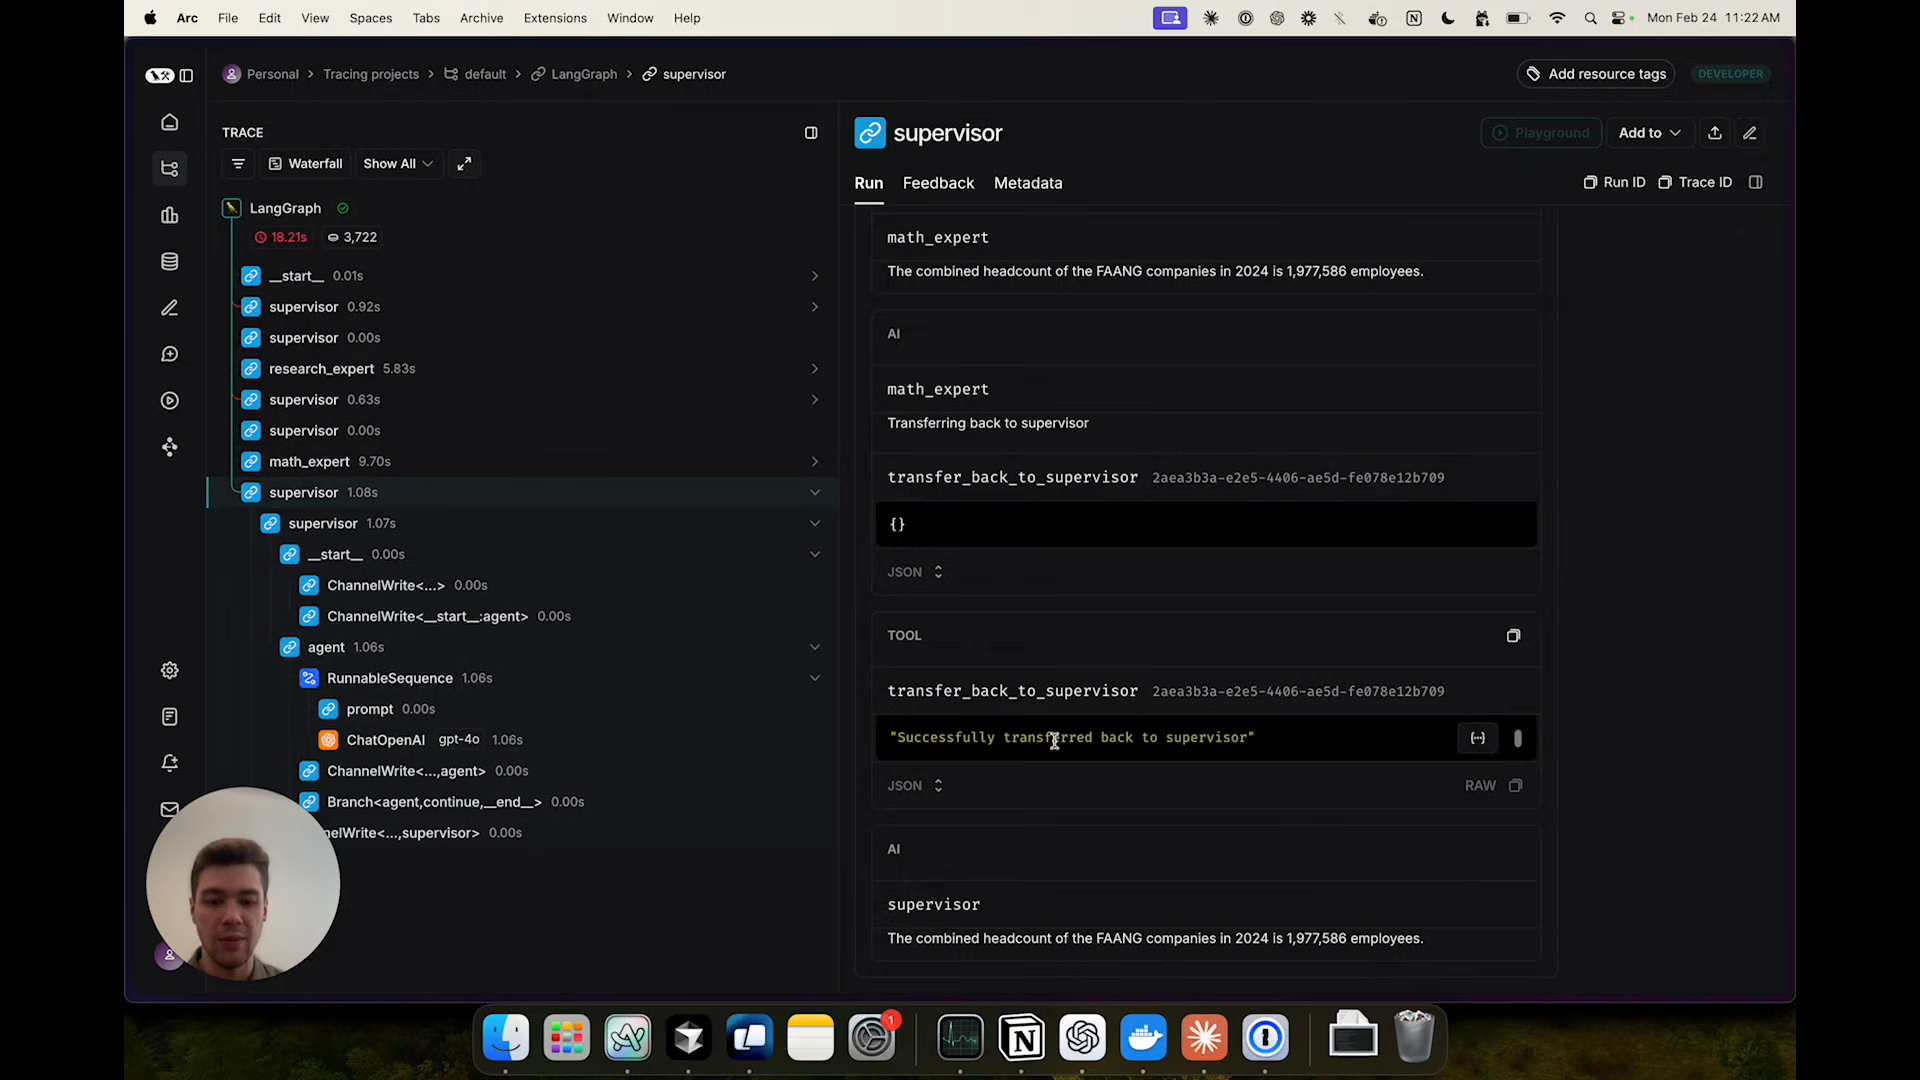 Arc File Edit View Spaces Tabs Archive Extensions Window Help Mon Feb 24 11:22 AM
Personal > Tracing projects > default > LangGraph > supervisor Add resource tags DEVELOPER
TRACE
Waterfall Show All
LangGraph
18.21s 3,722
__start__ 0.01s
supervisor 0.92s
supervisor 0.00s
research_expert 5.83s
supervisor 0.63s
supervisor 0.00s
math_expert 9.70s
supervisor 1.08s
supervisor 1.07s
__start__ 0.00s
ChannelWrite<...> 0.00s
ChannelWrite<__start__:agent> 0.00s
agent 1.06s
RunnableSequence 1.06s
prompt 0.00s
ChatOpenAI gpt-4o 1.06s
ChannelWrite<...,agent> 0.00s
Branch<agent,continue,__end__> 0.00s
nelWrite<...,supervisor> 0.00s
supervisor Playground Add to
Run Feedback Metadata Run ID Trace ID
math_expert
The combined headcount of the FAANG companies in 2024 is 1,977,586 employees.
AI
math_expert
Transferring back to supervisor
transfer_back_to_supervisor 2aea3b3a-e2e5-4406-ae5d-fe078e12b709
{}
JSON
TOOL
transfer_back_to_supervisor 2aea3b3a-e2e5-4406-ae5d-fe078e12b709
"Successfully transferred back to supervisor"
JSON RAW
AI
supervisor
The combined headcount of the FAANG companies in 2024 is 1,977,586 employees.
1